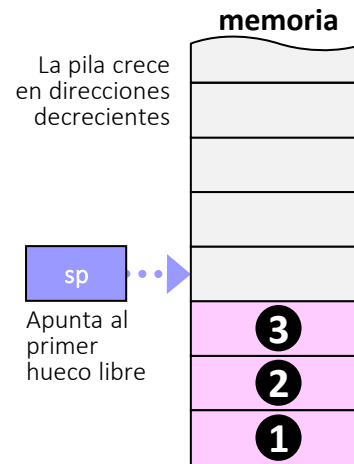 memoria
La pila crece
en direcciones
decrecientes
sp
Apunta al
primer
hueco libre
3
2
1